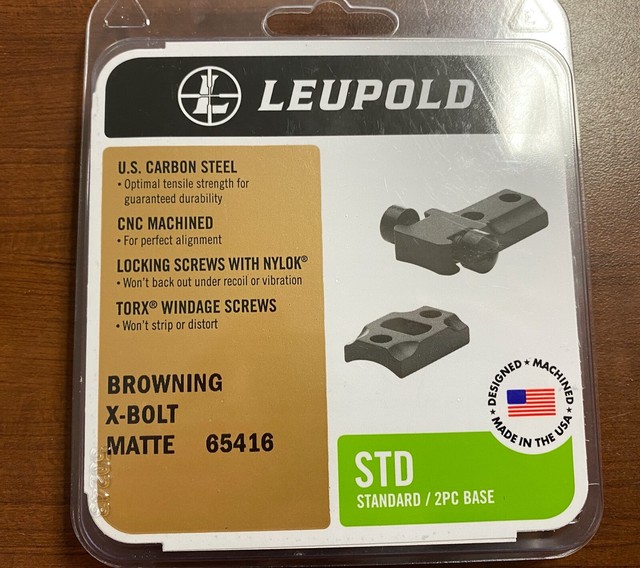 LEUPOLD
U.S. CARBON STEEL
• Optimal tensile strength for
guaranteed durability
CNC MACHINED
• For perfect alignment
LOCKING SCREWS WITH NYLOK®
• Won't back out under recoil or vibration
TORX® WINDAGE SCREWS
• Won't strip or distort
BROWNING
X-BOLT
MATTE 65416
DESIGNED ★ MACHINED ★ MADE IN THE USA ★
STD
STANDARD / 2PC BASE